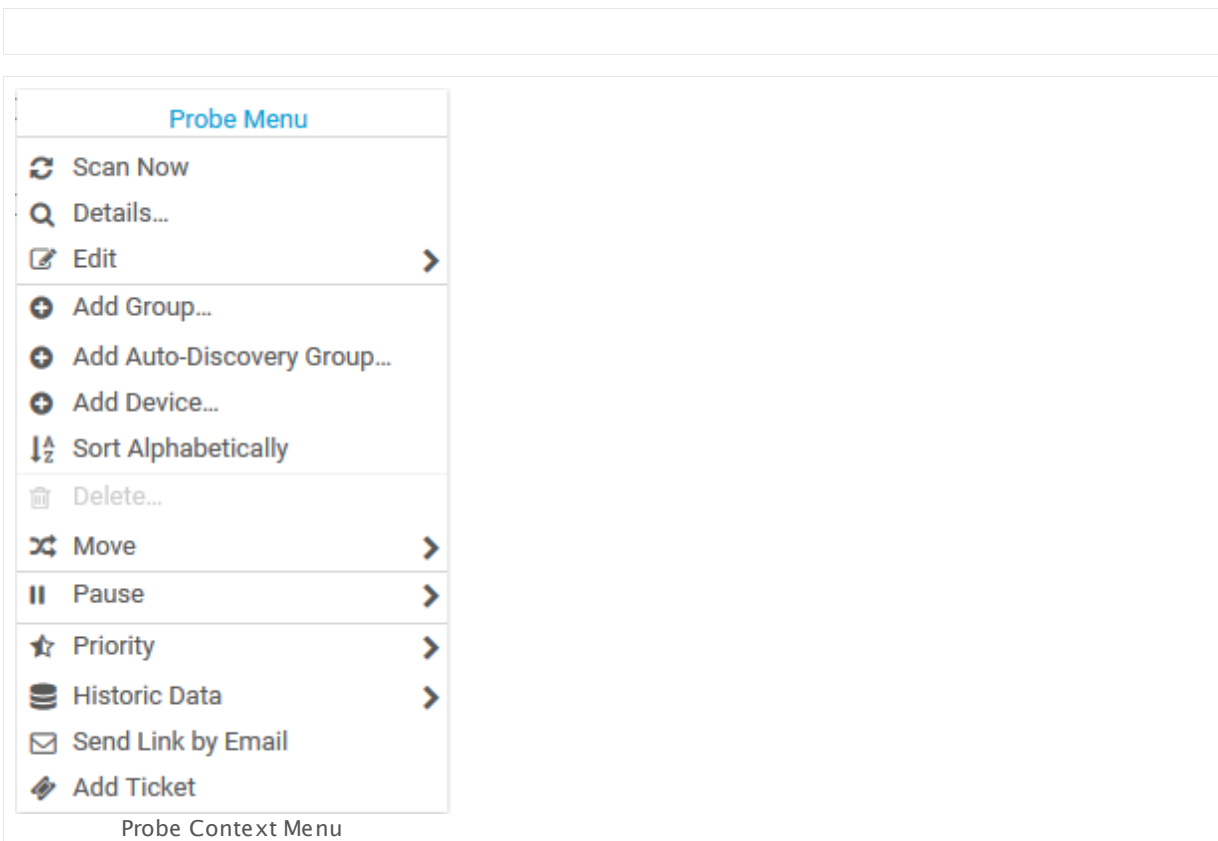 Probe Menu
Scan Now
Details...
Edit
Add Group...
Add Auto-Discovery Group...
Add Device...
Sort Alphabetically
Delete...
Move
Pause
Priority
Historic Data
Send Link by Email
Add Ticket
Probe Context Menu